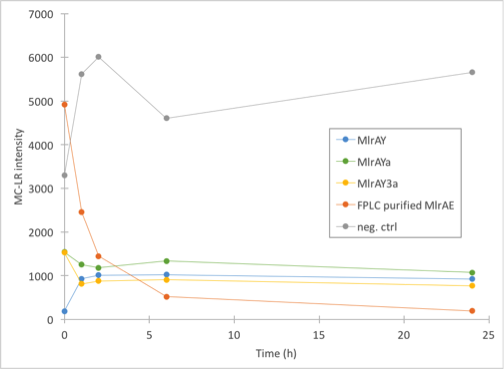 7000
6000
5000
4000
3000
2000
1000
0
MC-LR intensity
0 5 10 15 20 25
Time (h)
MlrAY
MlrAYa
MlrAY3a
FPLC purified MlrAE
neg. ctrl